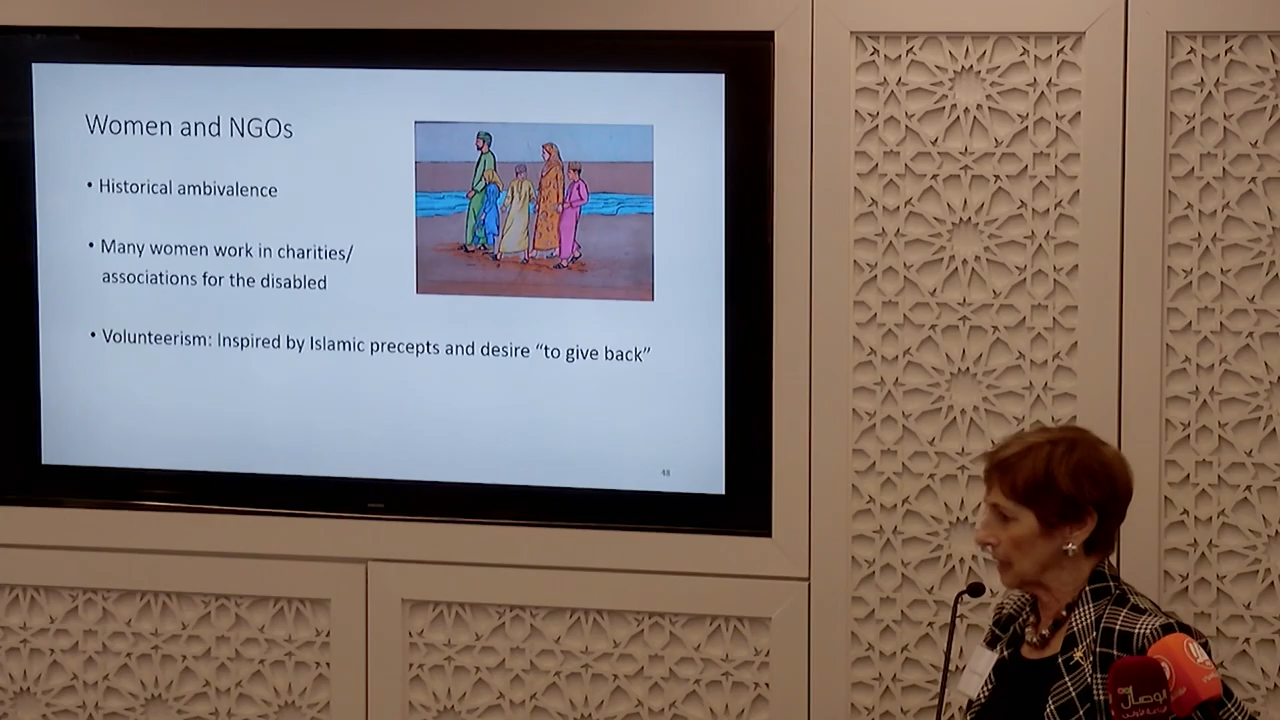 Women and NGOs
• Historical ambivalence
• Many women work in charities/
associations for the disabled
• Volunteerism: Inspired by Islamic precepts and desire “to give back”
48
الوصال